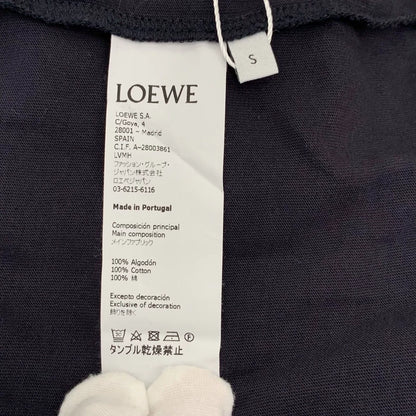 S
LOEWE
LOEWE S.A.
C/Goya, 4
28001 - Madrid
SPAIN
C.I.F. A-28003861
LVMH
ファッション・グループ・
ジャパン株式会社
ロエベジャパン
03-6215-6116
Made in Portugal
Composición principal
Main composition
メインファブリック
100% Algodón
100% Cotton
100% 綿
Excepto decoración
Exclusive of decoration
飾りを除く
タンブル乾燥禁止